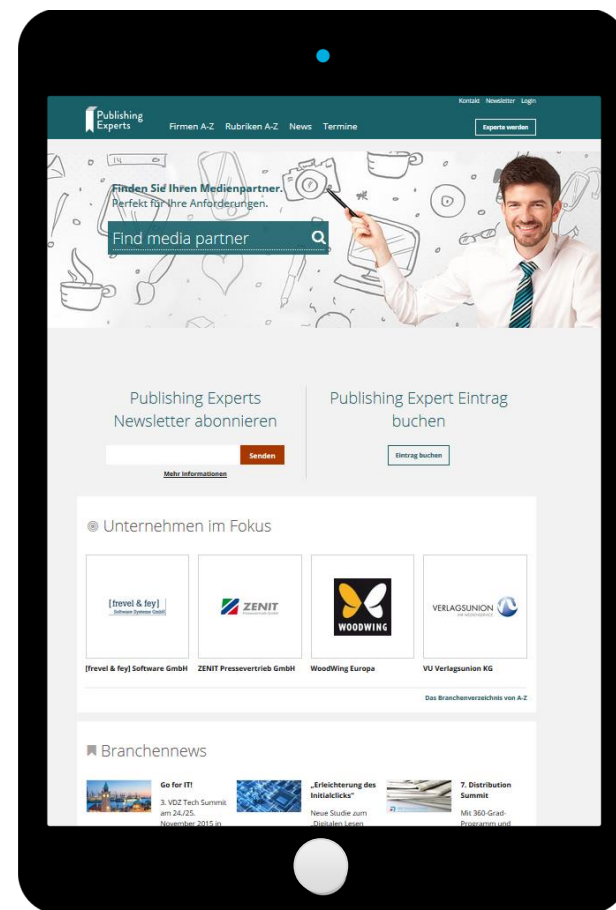 Kontakt Newsletter Login
Publishing
Experts
Firmen A-Z Rubriken A-Z News Termine
Experte werden
Finden Sie Ihren Medienpartner.
Perfekt für Ihre Anforderungen.
Find media partner
Publishing Experts
Newsletter abonnieren
Senden
Mehr Informationen
Publishing Expert Eintrag
buchen
Eintrag buchen
Unternehmen im Fokus
[frevel & fey]
Software Systeme GmbH
ZENIT
WOODWING
VERLAGSUNION
[frevel & fey] Software GmbH
ZENIT Pressevertrieb GmbH
WoodWing Europa
VU Verlagsunion KG
Das Branchenverzeichnis von A-Z
Branchennews
Go for IT!
3. VDZ Tech Summit
am 24./25.
November 2015 in
„Erleichterung des
Initialclicks"
Neue Studie zum
„Digitalen Lesen
7. Distribution
Summit
Mit 360-Grad-
Programm und